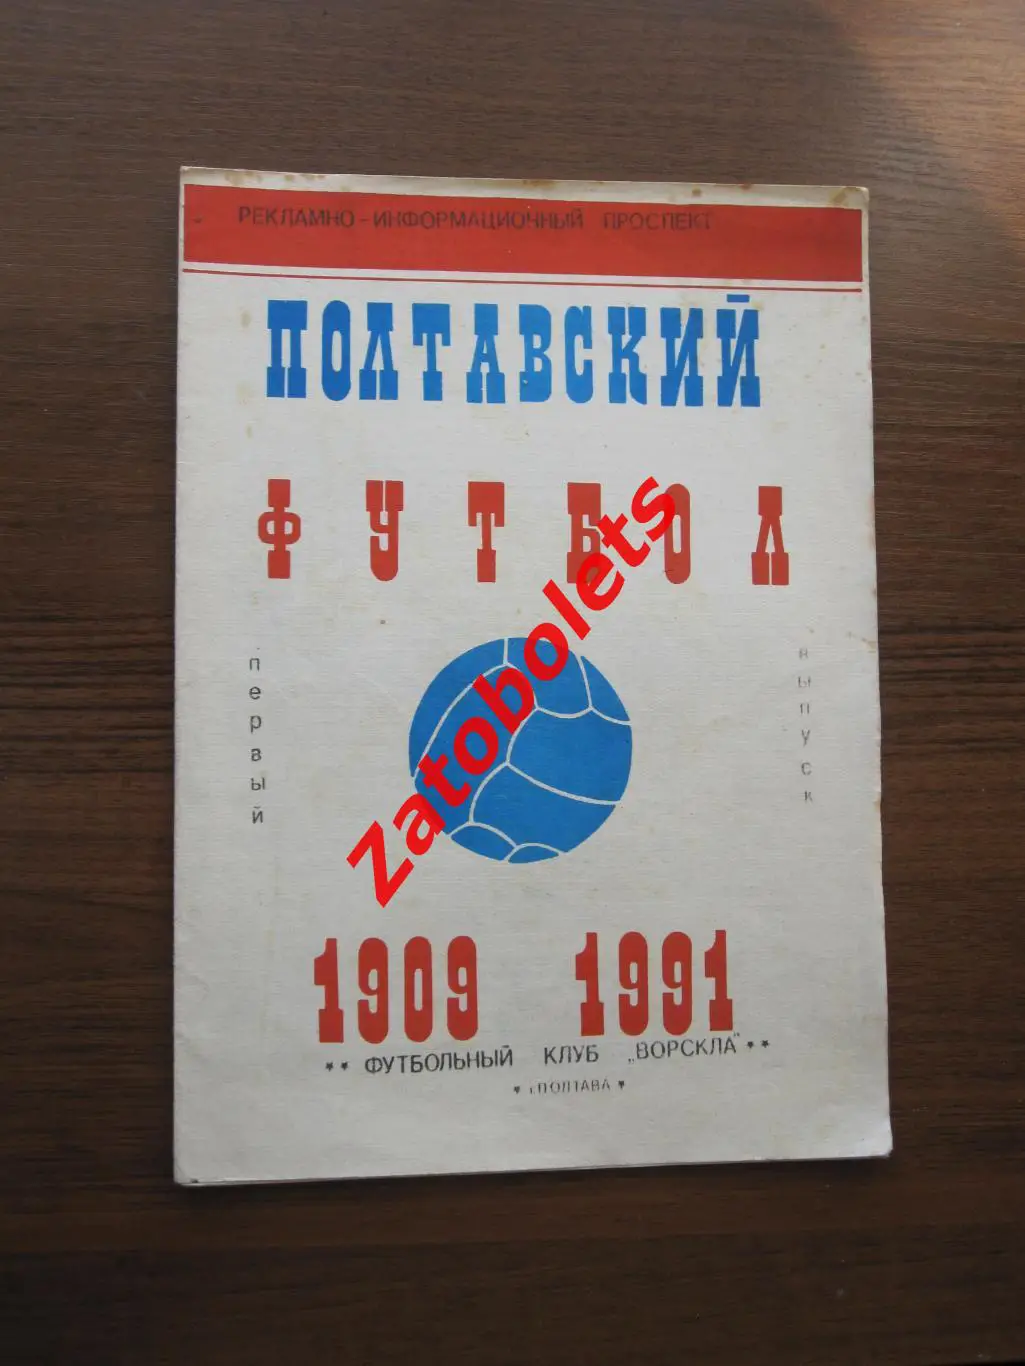 РЕКЛАМНО-ИНФОРМАЦИОННЫЙ ПРОСПЕКТ
ПОЛТАВСКИЙ
ФУТБОЛ
первый
выпуск
Zatobolets
1909 1991
** ФУТБОЛЬНЫЙ КЛУБ „ВОРСКЛА" **
* г.ПОЛТАВА *